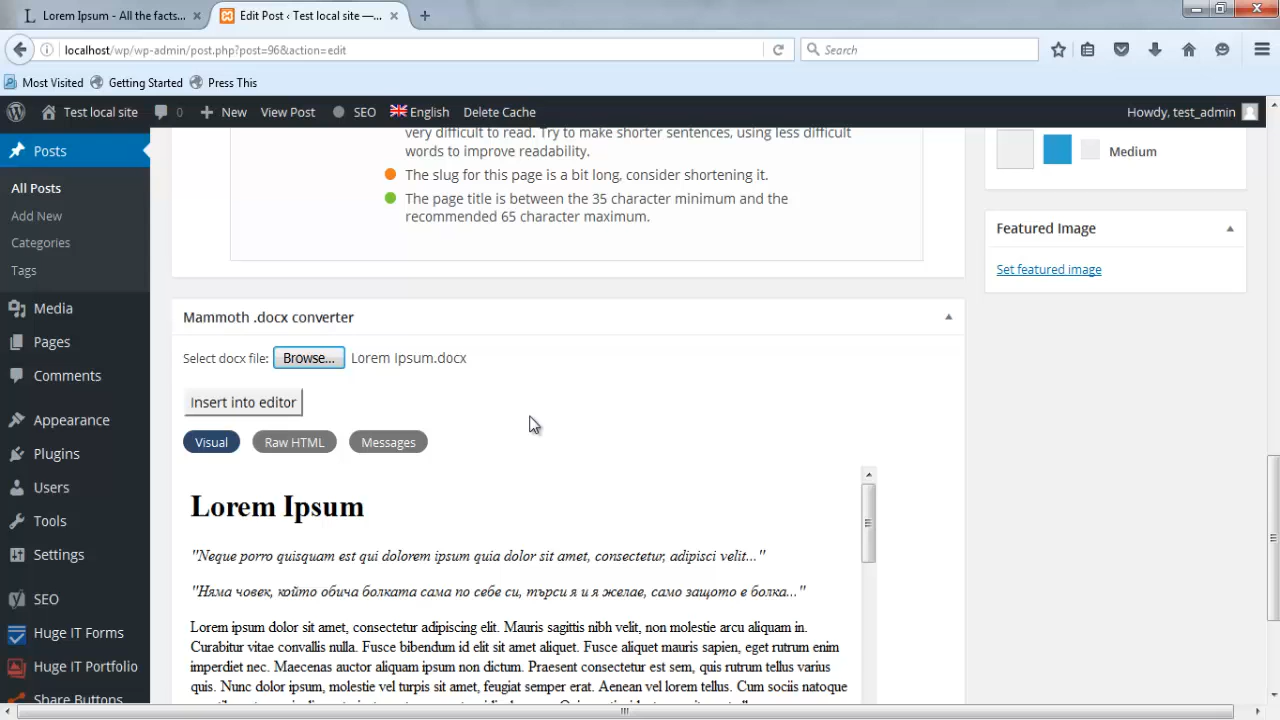 Lorem Ipsum - All the facts...
Edit Post ‹ Test local site —...
localhost/wp/wp-admin/post.php?post=96&action=edit
Search
Most Visited
Getting Started
Press This
Test local site
0
New
View Post
SEO
English
Delete Cache
Howdy, test_admin
Posts
All Posts
Add New
Categories
Tags
Media
Pages
Comments
Appearance
Plugins
Users
Tools
Settings
SEO
Huge IT Forms
Huge IT Portfolio
Share Buttons
very difficult to read. Try to make shorter sentences, using less difficult
words to improve readability.
The slug for this page is a bit long, consider shortening it.
The page title is between the 35 character minimum and the
recommended 65 character maximum.
Medium
Featured Image
Set featured image
Mammoth .docx converter
Select docx file: Browse... Lorem Ipsum.docx
Insert into editor
Visual
Raw HTML
Messages
Lorem Ipsum
"Neque porro quisquam est qui dolorem ipsum quia dolor sit amet, consectetur, adipisci velit..."
"Няма човек, който обича болката сама по себе си, търси я и я желае, само защото е болка..."
Lorem ipsum dolor sit amet, consectetur adipiscing elit. Mauris sagittis nibh velit, non molestie arcu aliquam in.
Curabitur vitae convallis nulla. Fusce bibendum id elit sit amet aliquet. Fusce aliquet mauris sapien, eget rutrum enim
imperdiet nec. Maecenas auctor aliquam ipsum non dictum. Praesent consectetur est sem, quis rutrum tellus varius
quis. Nunc dolor ipsum, molestie vel turpis sit amet, feugiat semper erat. Aenean vel lorem tellus. Cum sociis natoque